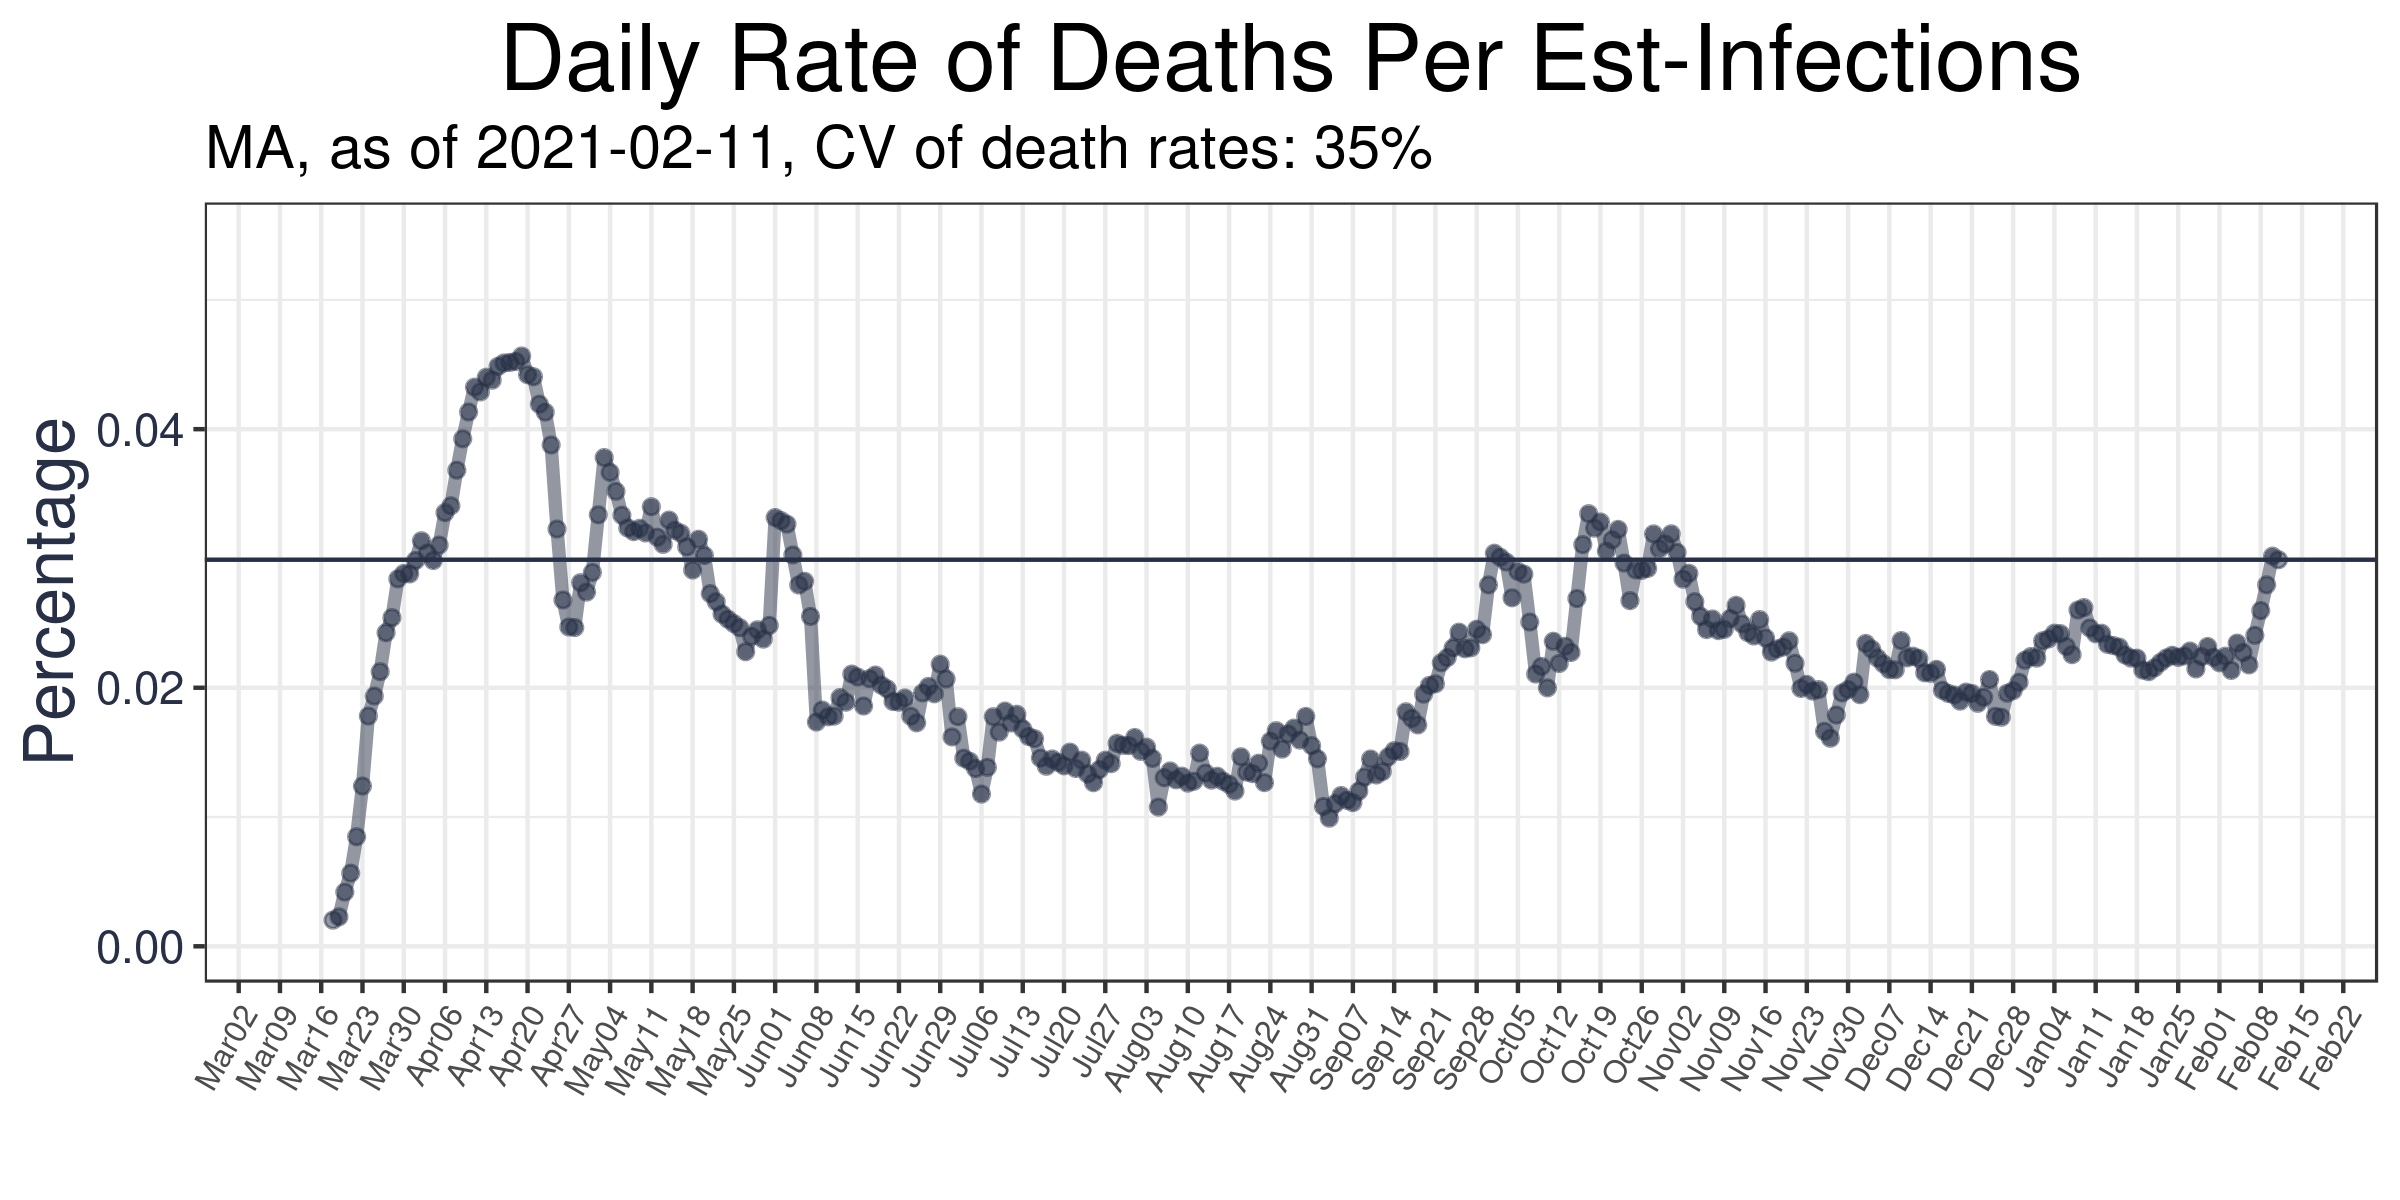 Daily Rate of Deaths Per Est-Infections
MA, as of 2021-02-11, CV of death rates: 35%
Percentage
0.04
0.02
0.00
Mar02
Mar09
Mar16
Mar23
Mar30
Apr06
Apr13
Apr20
Apr27
May04
May11
May18
May25
Jun01
Jun08
Jun15
Jun22
Jun29
Jul06
Jul13
Jul20
Jul27
Aug03
Aug10
Aug17
Aug24
Aug31
Sep07
Sep14
Sep21
Sep28
Oct05
Oct12
Oct19
Oct26
Nov02
Nov09
Nov16
Nov23
Nov30
Dec07
Dec14
Dec21
Dec28
Jan04
Jan11
Jan18
Jan25
Feb01
Feb08
Feb15
Feb22